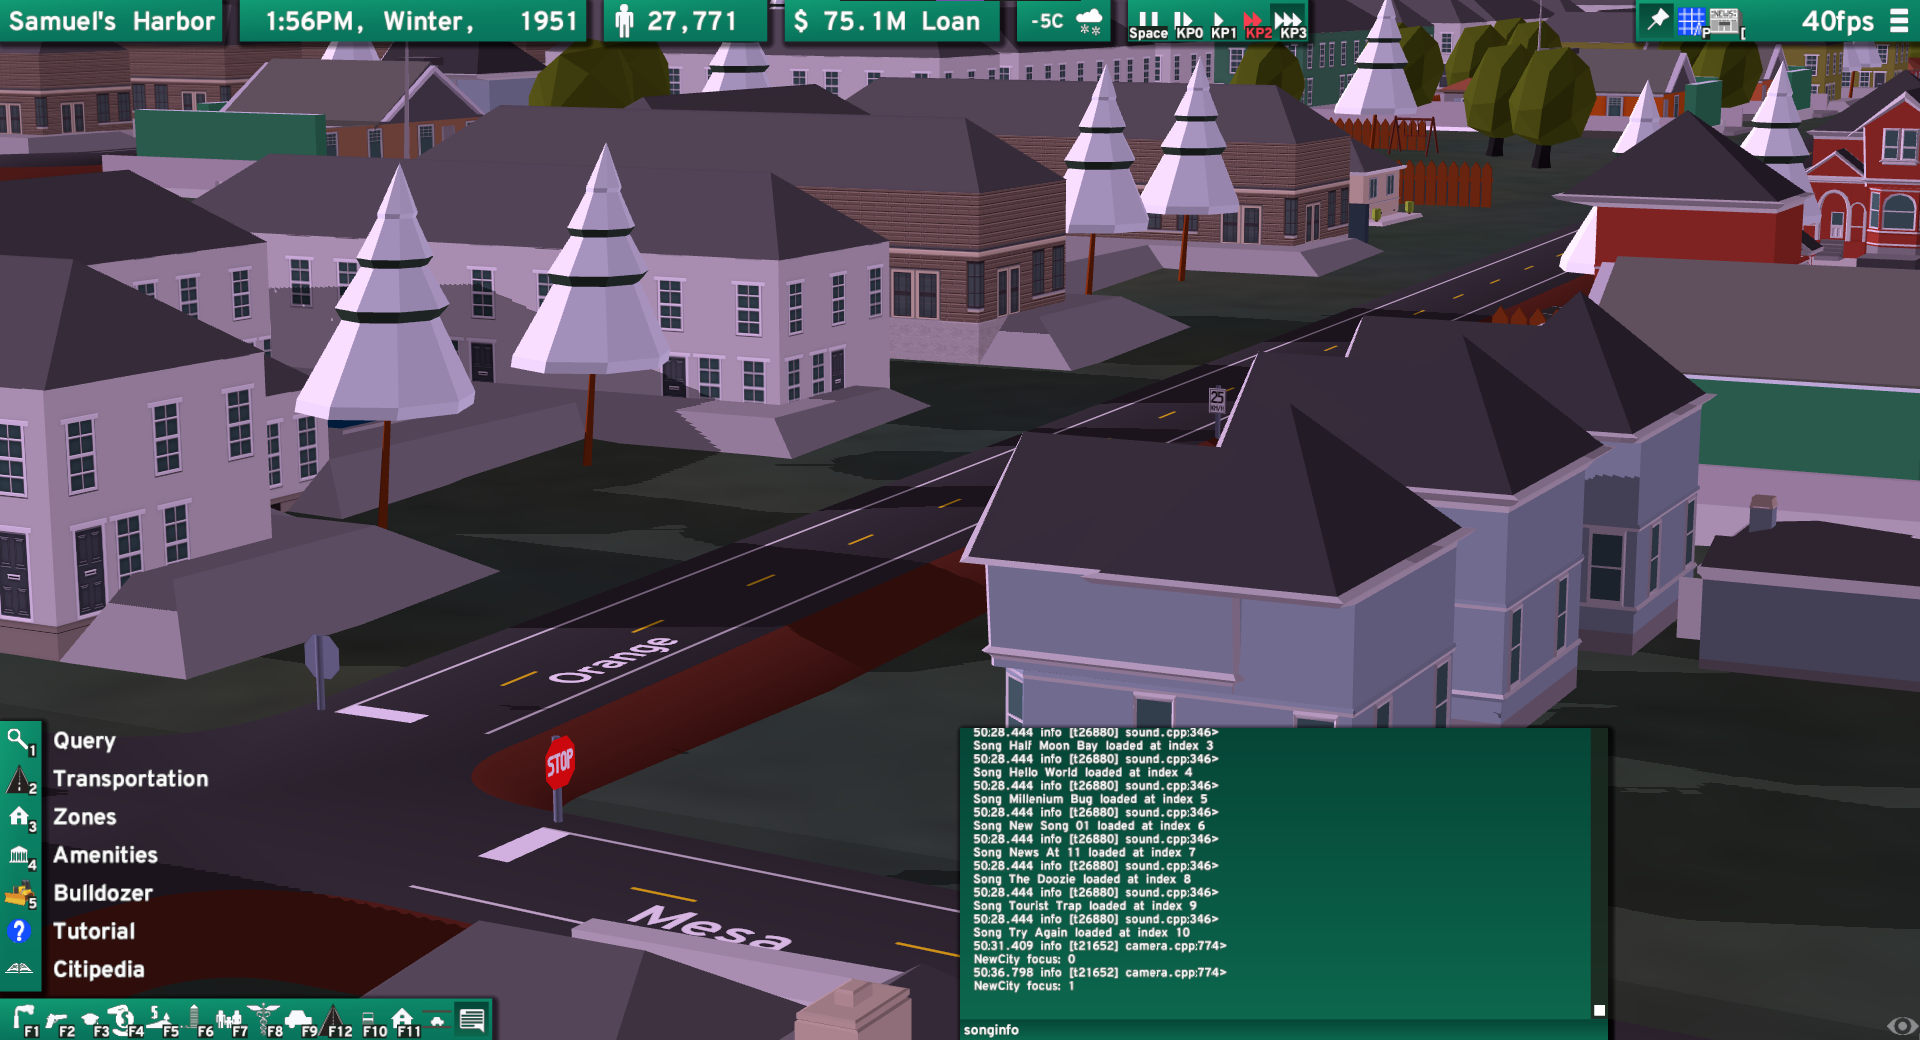 Samuel's Harbor
1:56PM, Winter, 1951
27,771
$ 75.1M Loan
-5C
Space KP0 KP1 KP2 KP3
NEWS
P [
40fps
25
Orange
STOP
Mesa
1 Query
2 Transportation
3 Zones
4 Amenities
5 Bulldozer
? Tutorial
Citipedia
F1 F2 F3 F4 F5 F6 F7 F8 F9 F12 F10 F11
50:28.444 info [t26880] sound.cpp:346>
Song Half Moon Bay loaded at index 3
50:28.444 info [t26880] sound.cpp:346>
Song Hello World loaded at index 4
50:28.444 info [t26880] sound.cpp:346>
Song Millenium Bug loaded at index 5
50:28.444 info [t26880] sound.cpp:346>
Song New Song 01 loaded at index 6
50:28.444 info [t26880] sound.cpp:346>
Song News At 11 loaded at index 7
50:28.444 info [t26880] sound.cpp:346>
Song The Doozie loaded at index 8
50:28.444 info [t26880] sound.cpp:346>
Song Tourist Trap loaded at index 9
50:28.444 info [t26880] sound.cpp:346>
Song Try Again loaded at index 10
50:31.409 info [t21652] camera.cpp:774>
NewCity focus: 0
50:36.798 info [t21652] camera.cpp:774>
NewCity focus: 1
songinfo